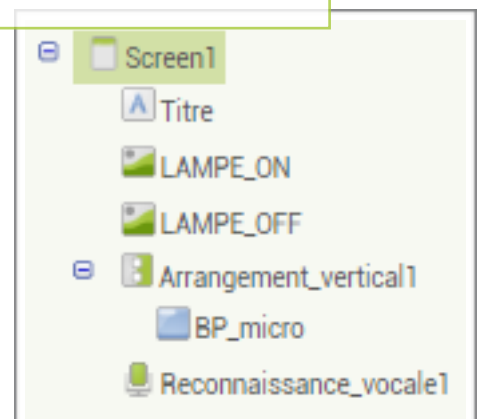 Screen1
Titre
LAMPE_ON
LAMPE_OFF
Arrangement_vertical1
BP_micro
Reconnaissance_vocale1